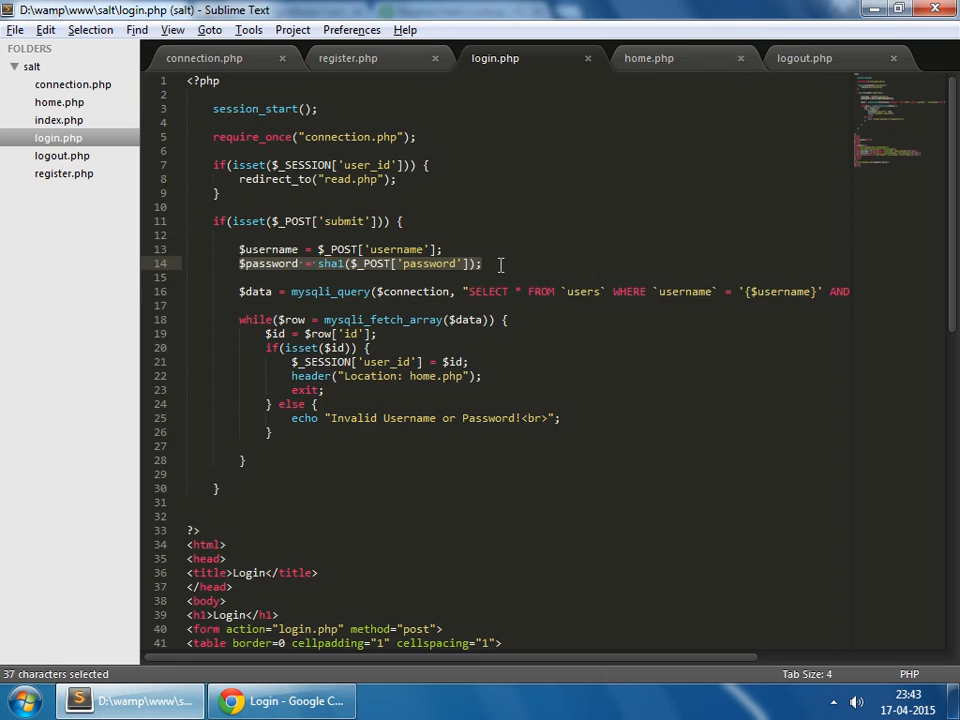 D:\wamp\www\salt\login.php (salt) - Sublime Text
File Edit Selection Find View Goto Tools Project Preferences Help
FOLDERS
salt
connection.php
home.php
index.php
login.php
logout.php
register.php
connection.php × register.php × login.php × home.php × logout.php ×
1 <?php
2
3 session_start();
4
5 require_once("connection.php");
6
7 if(isset($_SESSION['user_id'])) {
8 redirect_to("read.php");
9 }
10
11 if(isset($_POST['submit'])) {
12
13 $username = $_POST['username'];
14 $password = sha1($_POST['password']);
15
16 $data = mysqli_query($connection, "SELECT * FROM `users` WHERE `username` = '{$username}' AND
17
18 while($row = mysqli_fetch_array($data)) {
19 $id = $row['id'];
20 if(isset($id)) {
21 $_SESSION['user_id'] = $id;
22 header("Location: home.php");
23 exit;
24 } else {
25 echo "Invalid Username or Password!<br>";
26 }
27
28 }
29
30 }
31
32
33 ?>
34 <html>
35 <head>
36 <title>Login</title>
37 </head>
38 <body>
39 <h1>Login</h1>
40 <form action="login.php" method="post">
41 <table border=0 cellpadding="1" cellspacing="1">
37 characters selected
Tab Size: 4 PHP
D:\wamp\www\s...
Login - Google C...
23:43
17-04-2015